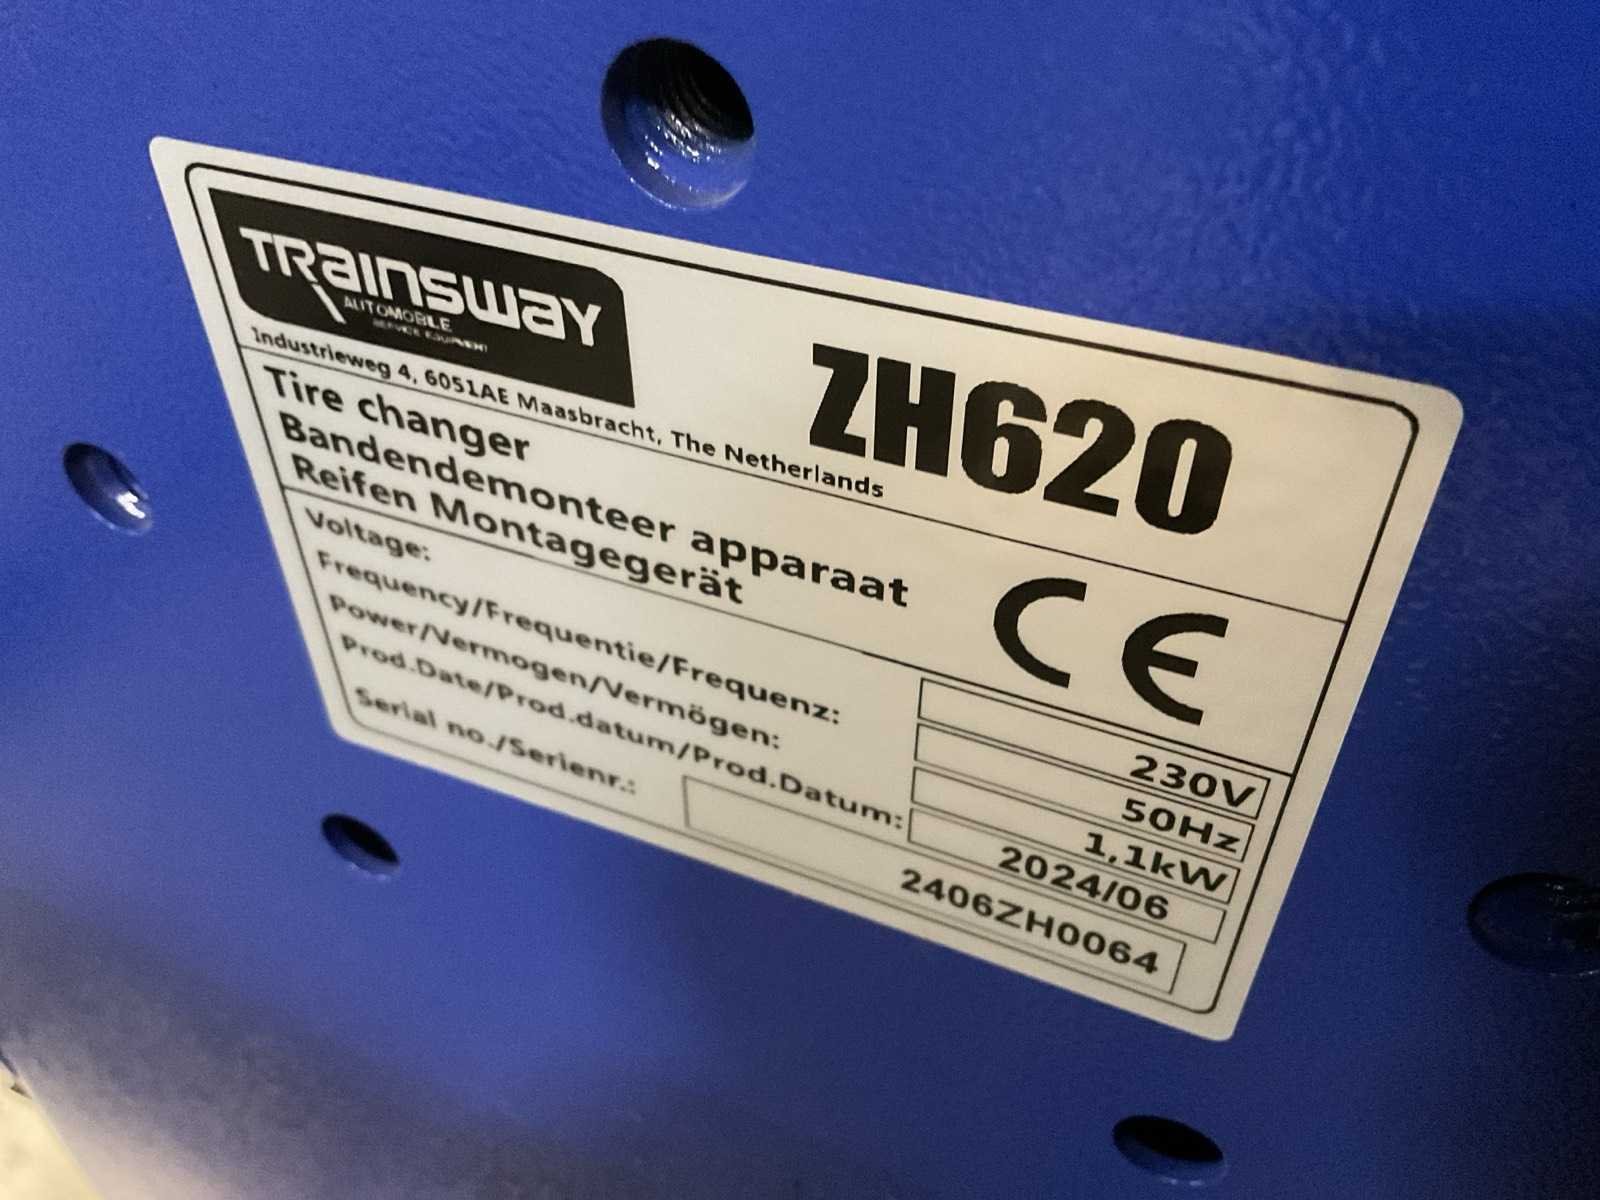 TRAINSWAY
AUTOMOBILE
SERVICE EQUIPMENT
Industrieweg 4, 6051AE Maasbracht, The Netherlands
ZH620
Tire changer
Bandendemonteer apparaat
Reifen Montagegerät
CE
Voltage: 230V
Frequency/Frequentie/Frequenz: 50Hz
Power/Vermogen/Vermögen: 1,1kW
Prod.Date/Prod.datum/Prod.Datum: 2024/06
Serial no./Serienr.: 2406ZH0064